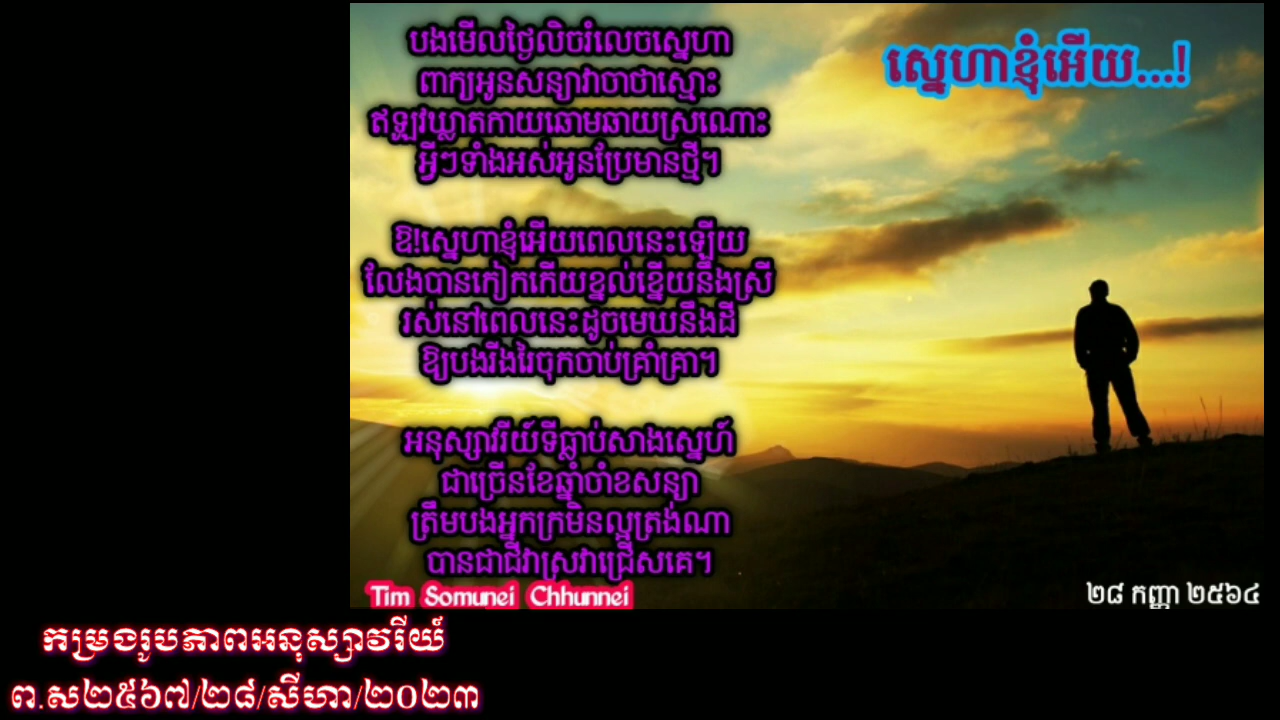 ស្នេហាខ្ញុំអើយ...!
បងមើលថ្ងៃលិចរំលេចស្នេហា
ពាក្យអូនសន្យាវាចាថាស្មោះ
ឥឡូវឃ្លាតកាយឆោមឆាយស្រណោះ
អ្វីៗទាំងអស់អូនប្រែមានថ្មី។
ឱ!ស្នេហាខ្ញុំអើយពេលនេះឡើយ
លែងបានកៀកកើយខ្នល់ខ្នើយនឹងស្រី
រស់នៅពេលនេះដូចមេឃនឹងដី
ឱ្យបងរីងរៃចុកចាប់គ្រាំគ្រា។
អនុស្សាវរីយ៍ទីធ្លាប់សាងស្នេហ៍
ជាច្រើនខែឆ្នាំចាំខសន្យា
ត្រឹមបងអ្នកក្រមិនល្អត្រង់ណា
បានជាជីវាស្រវាជ្រើសគេ។
Tim Somunei Chhunnei
២៨ កញ្ញា ២៥៦៤
កម្រងរូបភាពអនុស្សាវរីយ៍
ព.ស២៥៦៧/២៨/សីហា/២០២៣